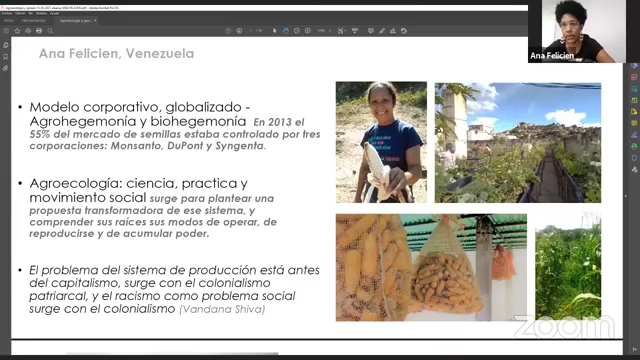 Ana Felicien, Venezuela
Ana Felicien
• Modelo corporativo, globalizado -
Agrohegemonía y biohegemonía En 2013 el
55% del mercado de semillas estaba controlado por tres
corporaciones: Monsanto, DuPont y Syngenta.
• Agroecología: ciencia, practica y
movimiento social surge para plantear una
propuesta transformadora de ese sistema, y
comprender sus raíces sus modos de operar, de
reproducirse y de acumular poder.
• El problema del sistema de producción está antes
del capitalismo, surge con el colonialismo
patriarcal, y el racismo como problema social
surge con el colonialismo (Vandana Shiva)
zoom